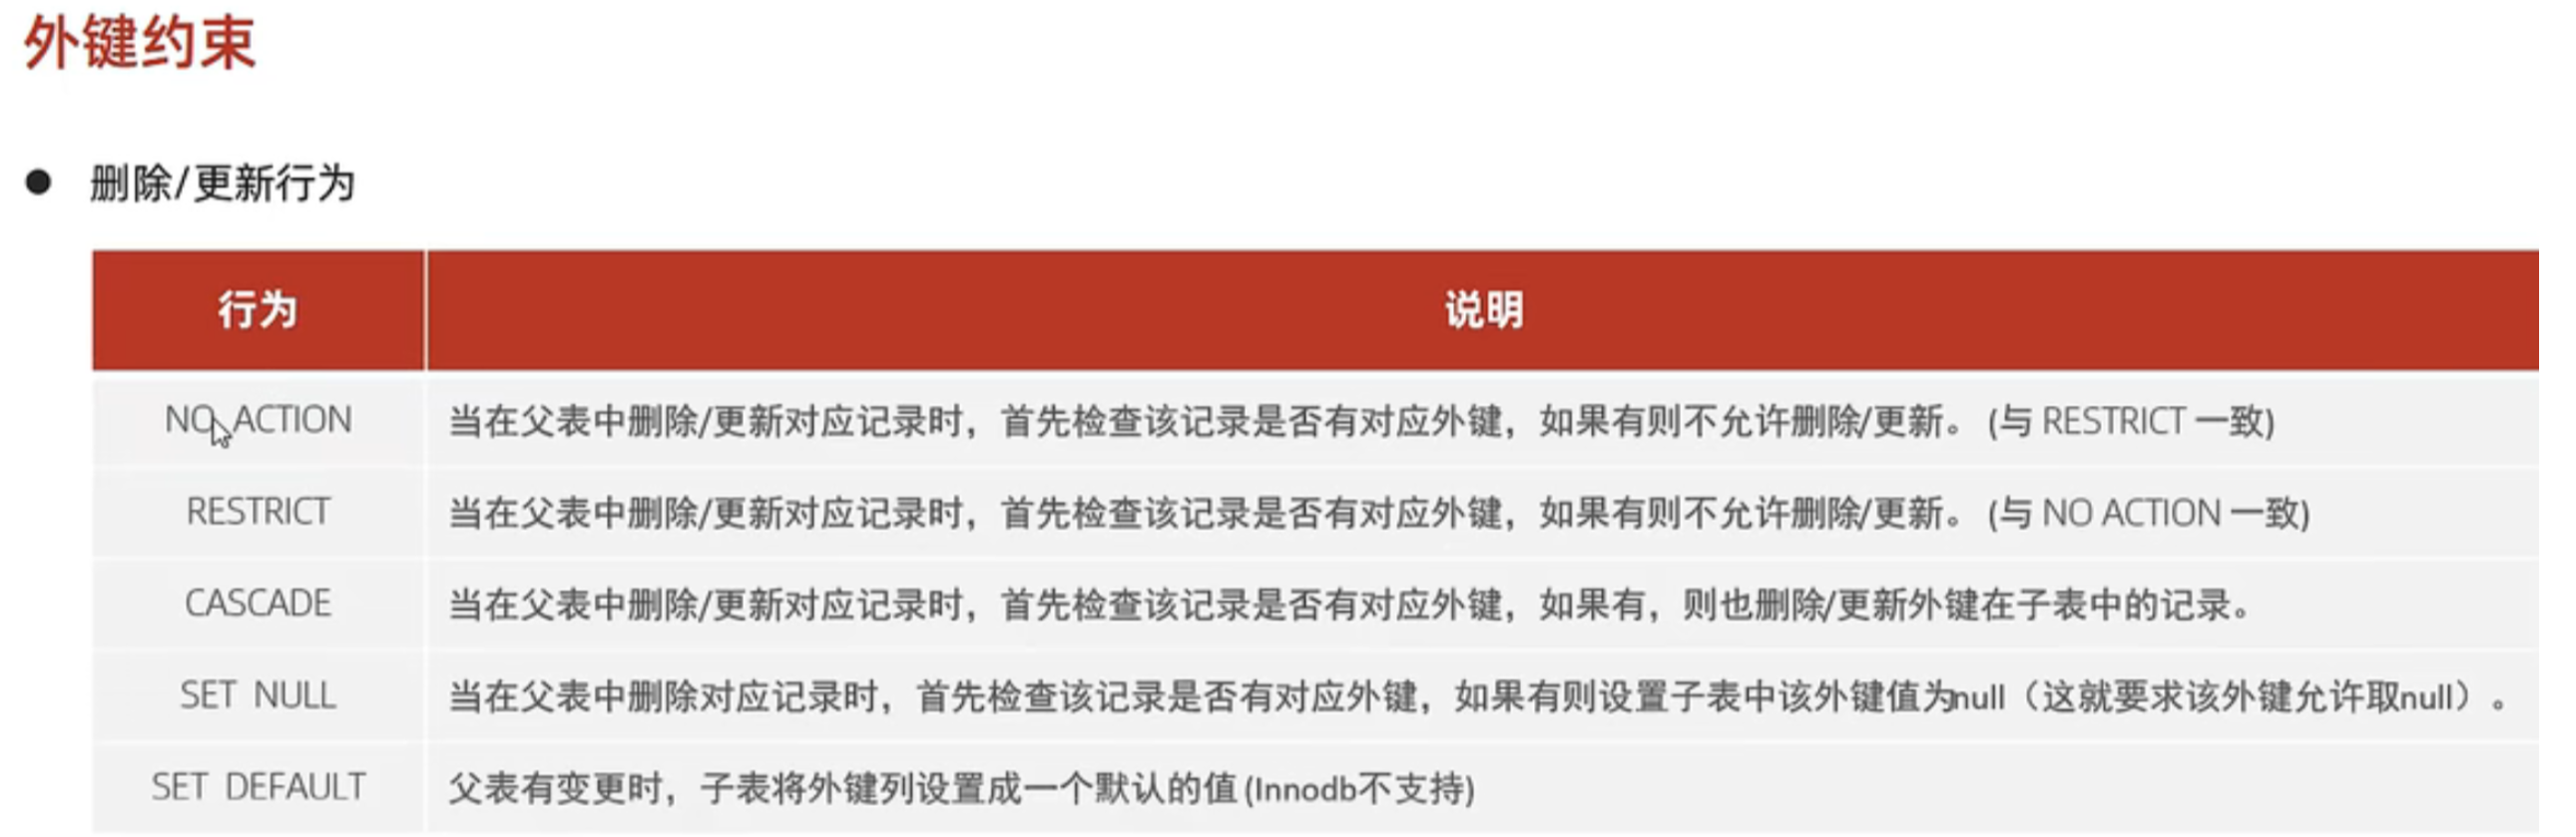 外键约束
● 删除/更新行为
行为 说明
NO ACTION 当在父表中删除/更新对应记录时，首先检查该记录是否有对应外键，如果有则不允许删除/更新。 (与 RESTRICT 一致)
RESTRICT 当在父表中删除/更新对应记录时，首先检查该记录是否有对应外键，如果有则不允许删除/更新。 (与 NO ACTION 一致)
CASCADE 当在父表中删除/更新对应记录时，首先检查该记录是否有对应外键，如果有，则也删除/更新外键在子表中的记录。
SET NULL 当在父表中删除对应记录时，首先检查该记录是否有对应外键，如果有则设置子表中该外键值为null（这就要求该外键允许取null）。
SET DEFAULT 父表有变更时，子表将外键列设置成一个默认的值 (Innodb不支持)